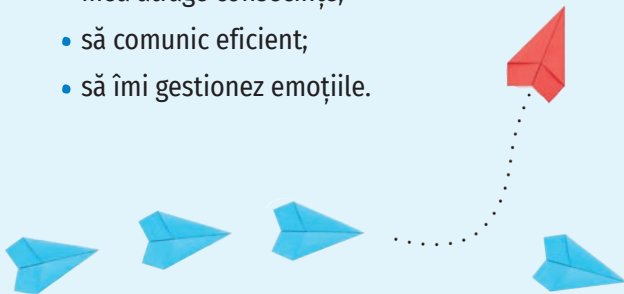 • să comunic eficient;
• să îmi gestionez emoțiile.